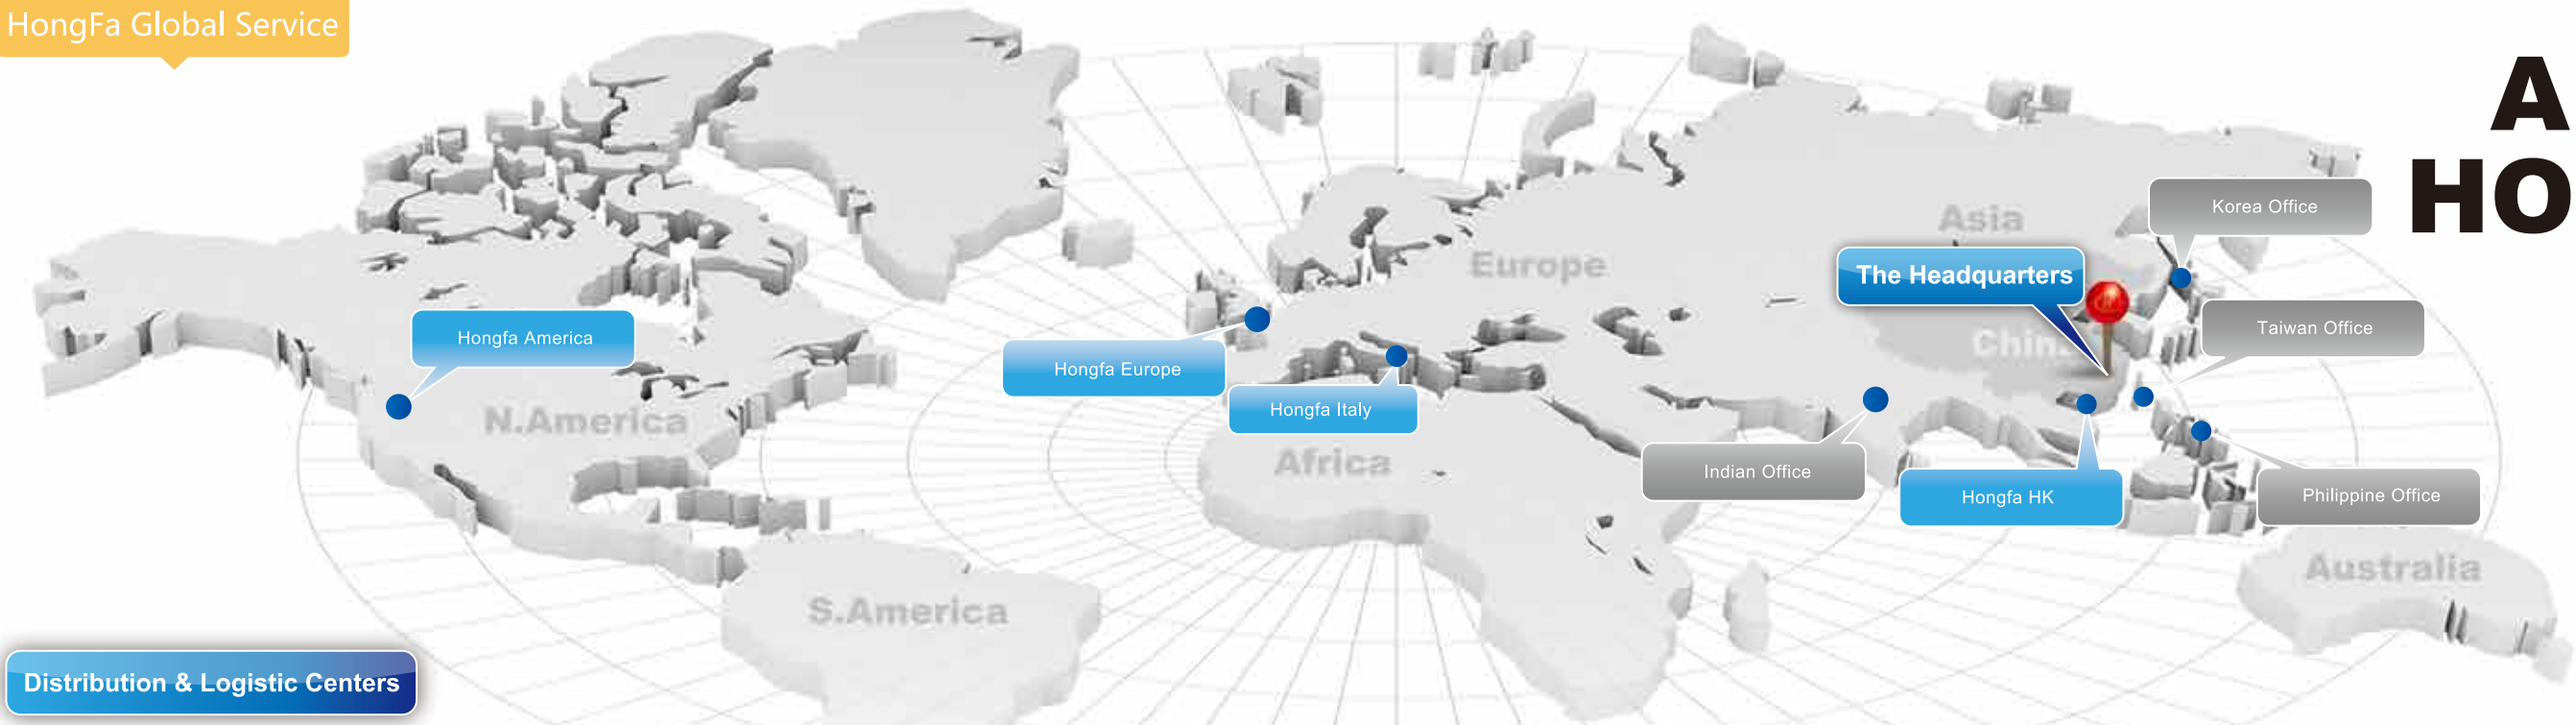 HongFa Global Service
A
HO
Korea Office
Asia
Europe
The Headquarters
Taiwan Office
China
Hongfa America
Hongfa Europe
Hongfa Italy
N.America
Africa
Indian Office
Hongfa HK
Philippine Office
Australia
S.America
Distribution & Logistic Centers